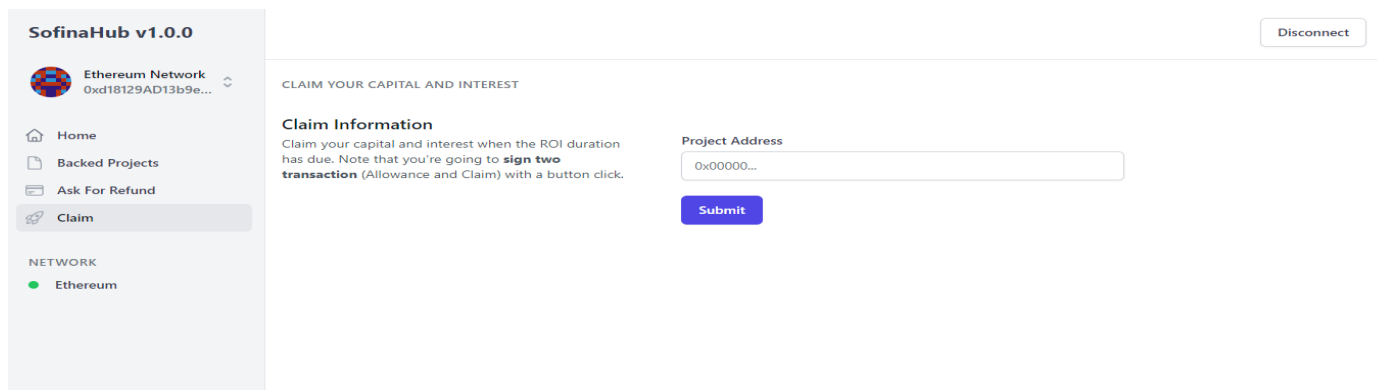 SofinaHub v1.0.0
Disconnect
Ethereum Network
0xd18129AD13b9e...
CLAIM YOUR CAPITAL AND INTEREST
Home
Backed Projects
Ask For Refund
Claim
NETWORK
Ethereum
Claim Information
Claim your capital and interest when the ROI duration
has due. Note that you're going to sign two
transaction (Allowance and Claim) with a button click.
Project Address
0x00000...
Submit